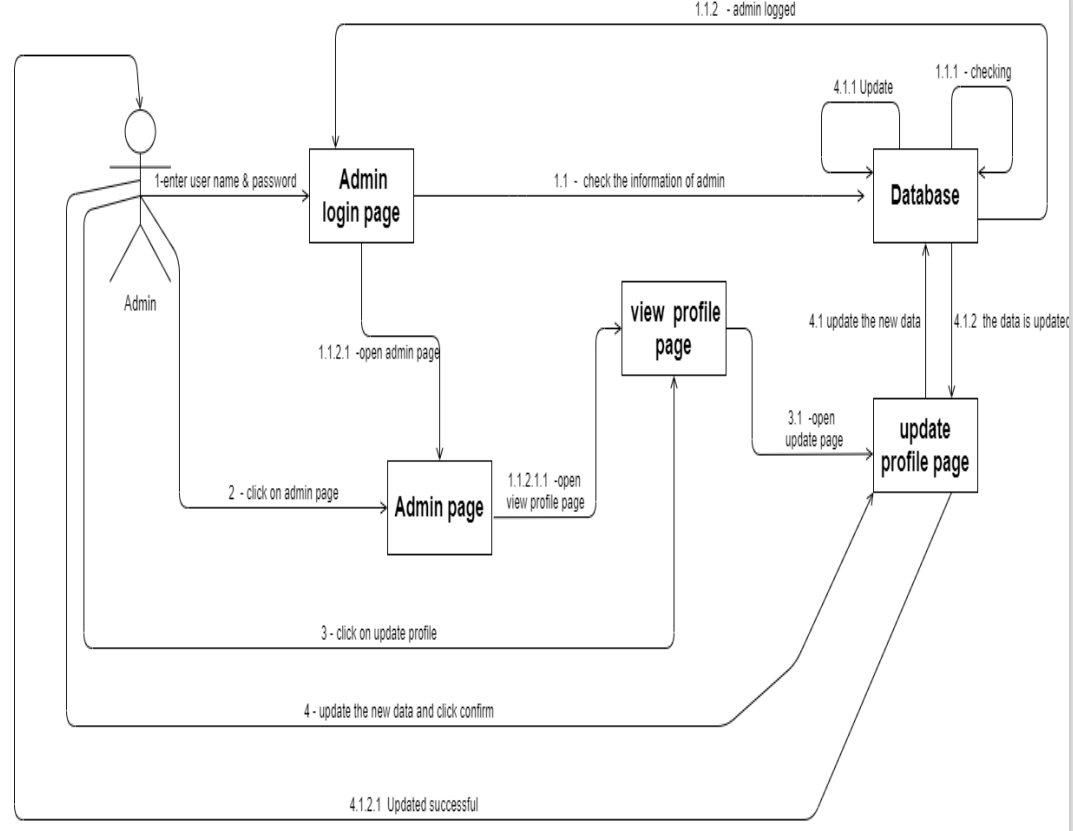 1.1.2 - admin logged
1.1.1 - checking
4.1.1 Update
1-enter user name & password
Admin
login page
1.1 - check the information of admin
Database
Admin
view profile
page
4.1 update the new data
4.1.2 the data is updated
1.1.2.1 -open admin page
3.1 -open
update page
update
profile page
Admin page
1.1.2.1.1 -open
view profile page
2 - click on admin page
3 - click on update profile
4 - update the new data and click confirm
4.1.2.1 Updated successful